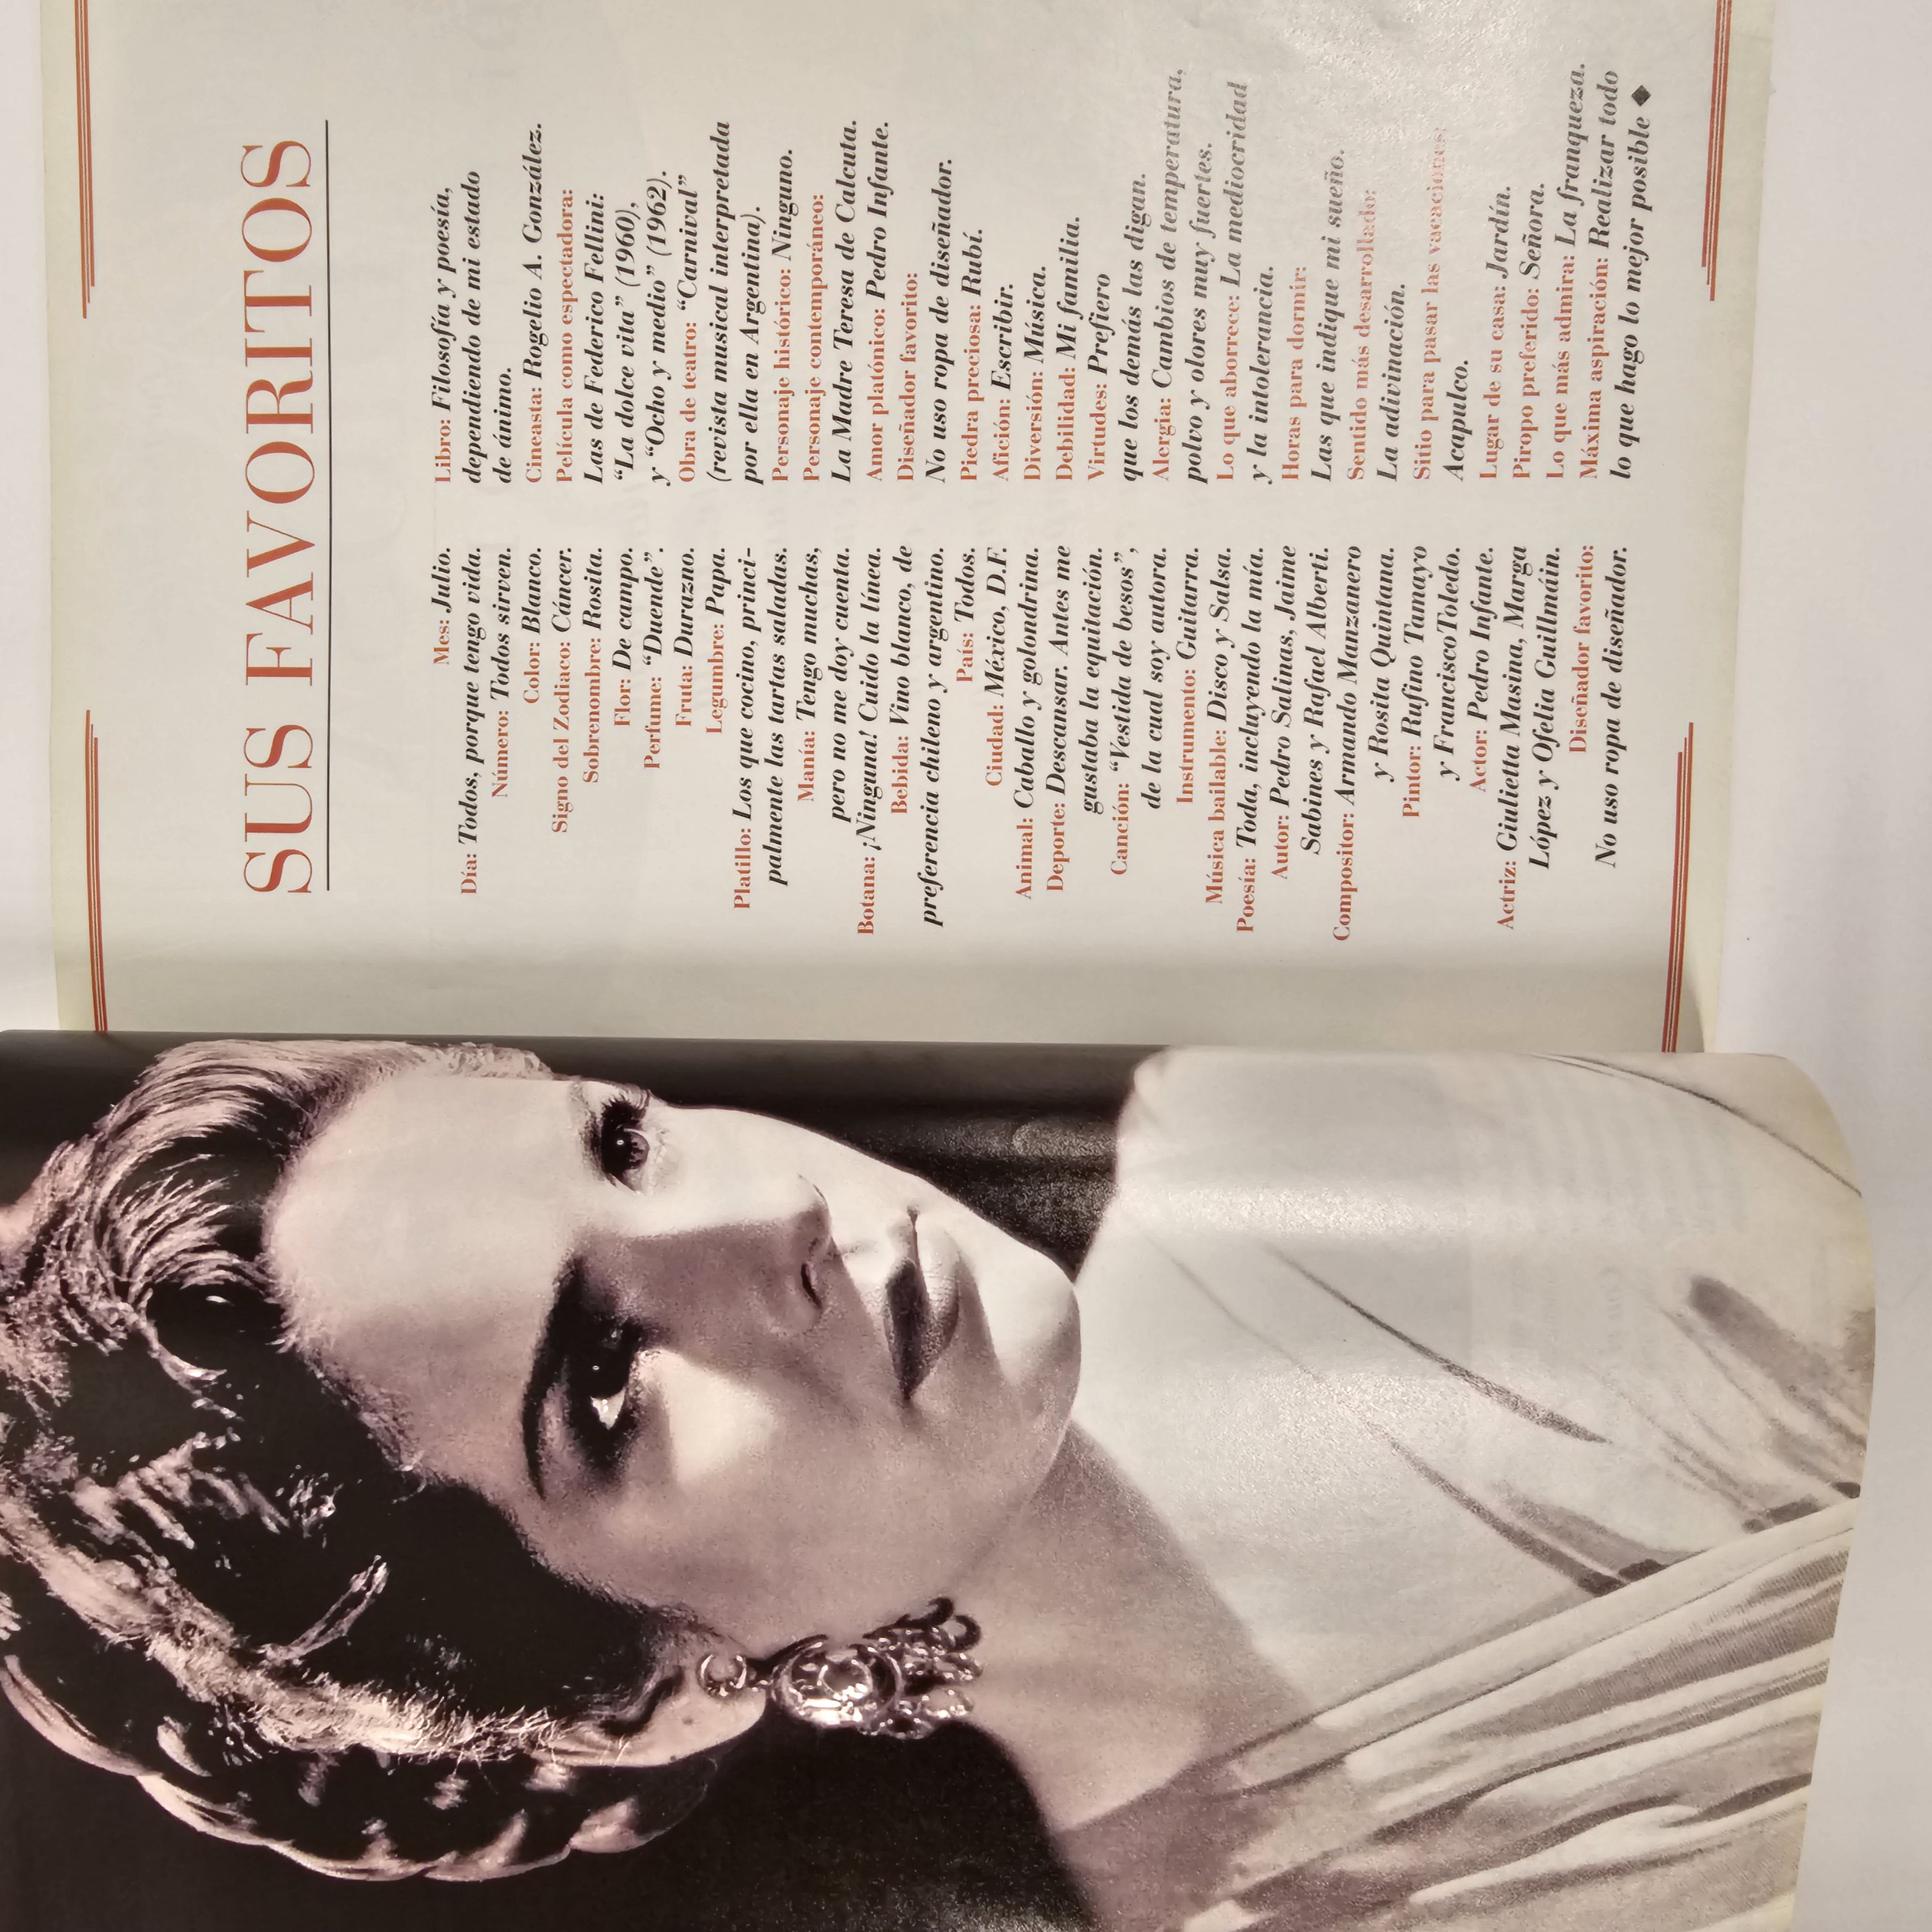 SUS FAVORITOS
Mes: Julio.
Día: Todos, porque tengo vida.
Número: Todos sirven.
Color: Blanco.
Signo del Zodiaco: Cáncer.
Sobrenombre: Rosita.
Flor: De campo.
Perfume: “Duende”.
Fruta: Durazno.
Legumbre: Papa.
Platillo: Los que cocino, princi-
palmente las tartas saladas.
Manía: Tengo muchas,
pero no me doy cuenta.
Botana: ¡Ninguna! Cuido la línea.
Bebida: Vino blanco, de
preferencia chileno y argentino.
País: Todos.
Ciudad: México, D.F.
Animal: Caballo y golondrina.
Deporte: Descansar. Antes me
gustaba la equitación.
Canción: “Vestida de besos”,
de la cual soy autora.
Instrumento: Guitarra.
Música bailable: Disco y Salsa.
Poesía: Toda, incluyendo la mía.
Autor: Pedro Salinas, Jaime
Sabines y Rafael Alberti.
Compositor: Armando Manzanero
y Rosita Quintana.
Pintor: Rufino Tamayo
y FranciscoToledo.
Actor: Pedro Infante.
Actriz: Giulietta Masina, Marga
López y Ofelia Guillmáin.
Diseñador favorito:
No uso ropa de diseñador.
Libro: Filosofía y poesía,
dependiendo de mi estado
de ánimo.
Cineasta: Rogelio A. González.
Película como espectadora:
Las de Federico Fellini:
“La dolce vita” (1960),
y “Ocho y medio” (1962).
Obra de teatro: “Carnival”
(revista musical interpretada
por ella en Argentina).
Personaje histórico: Ninguno.
Personaje contemporáneo:
La Madre Teresa de Calcuta.
Amor platónico: Pedro Infante.
Diseñador favorito:
No uso ropa de diseñador.
Piedra preciosa: Rubí.
Afición: Escribir.
Diversión: Música.
Debilidad: Mi familia.
Virtudes: Prefiero
que los demás las digan.
Alergia: Cambios de temperatura,
polvo y olores muy fuertes.
Lo que aborrece: La mediocridad
y la intolerancia.
Horas para dormir:
Las que indique mi sueño.
Sentido más desarrollado:
La adivinación.
Sitio para pasar las vacaciones:
Acapulco.
Lugar de su casa: Jardín.
Piropo preferido: Señora.
Lo que más admira: La franqueza.
Máxima aspiración: Realizar todo
lo que hago lo mejor posible ◆